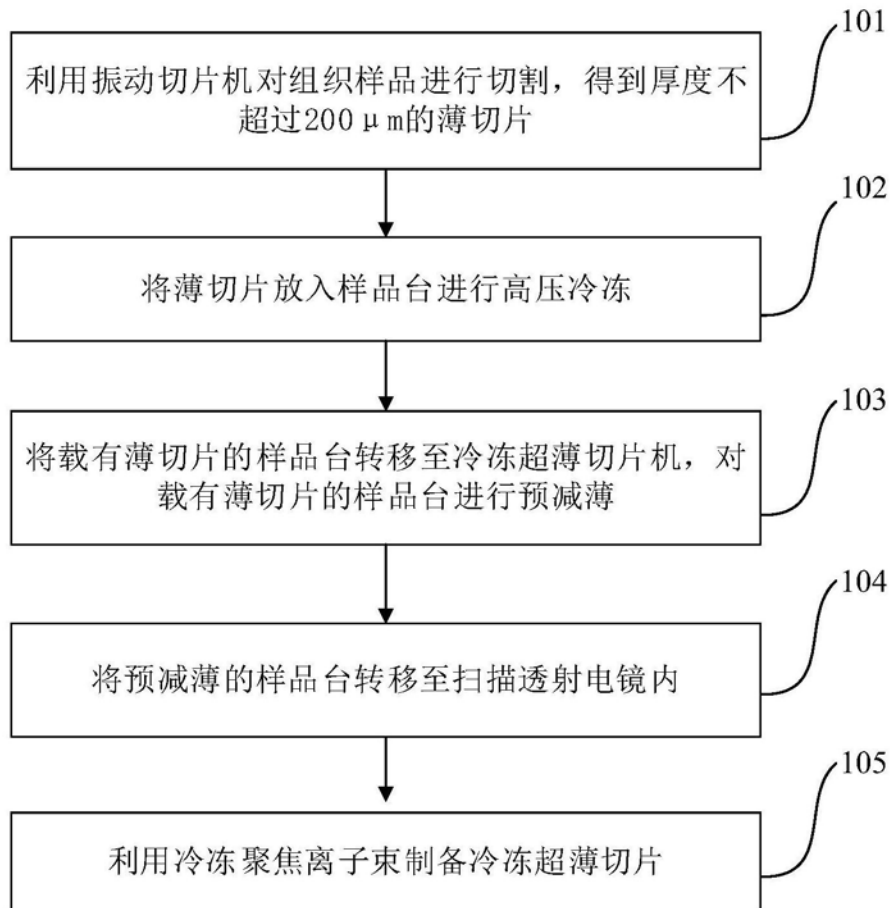 101
利用振动切片机对组织样品进行切割，得到厚度不
超过200μm的薄切片
102
将薄切片放入样品台进行高压冷冻
103
将载有薄切片的样品台转移至冷冻超薄切片机，对
载有薄切片的样品台进行预减薄
104
将预减薄的样品台转移至扫描透射电镜内
105
利用冷冻聚焦离子束制备冷冻超薄切片